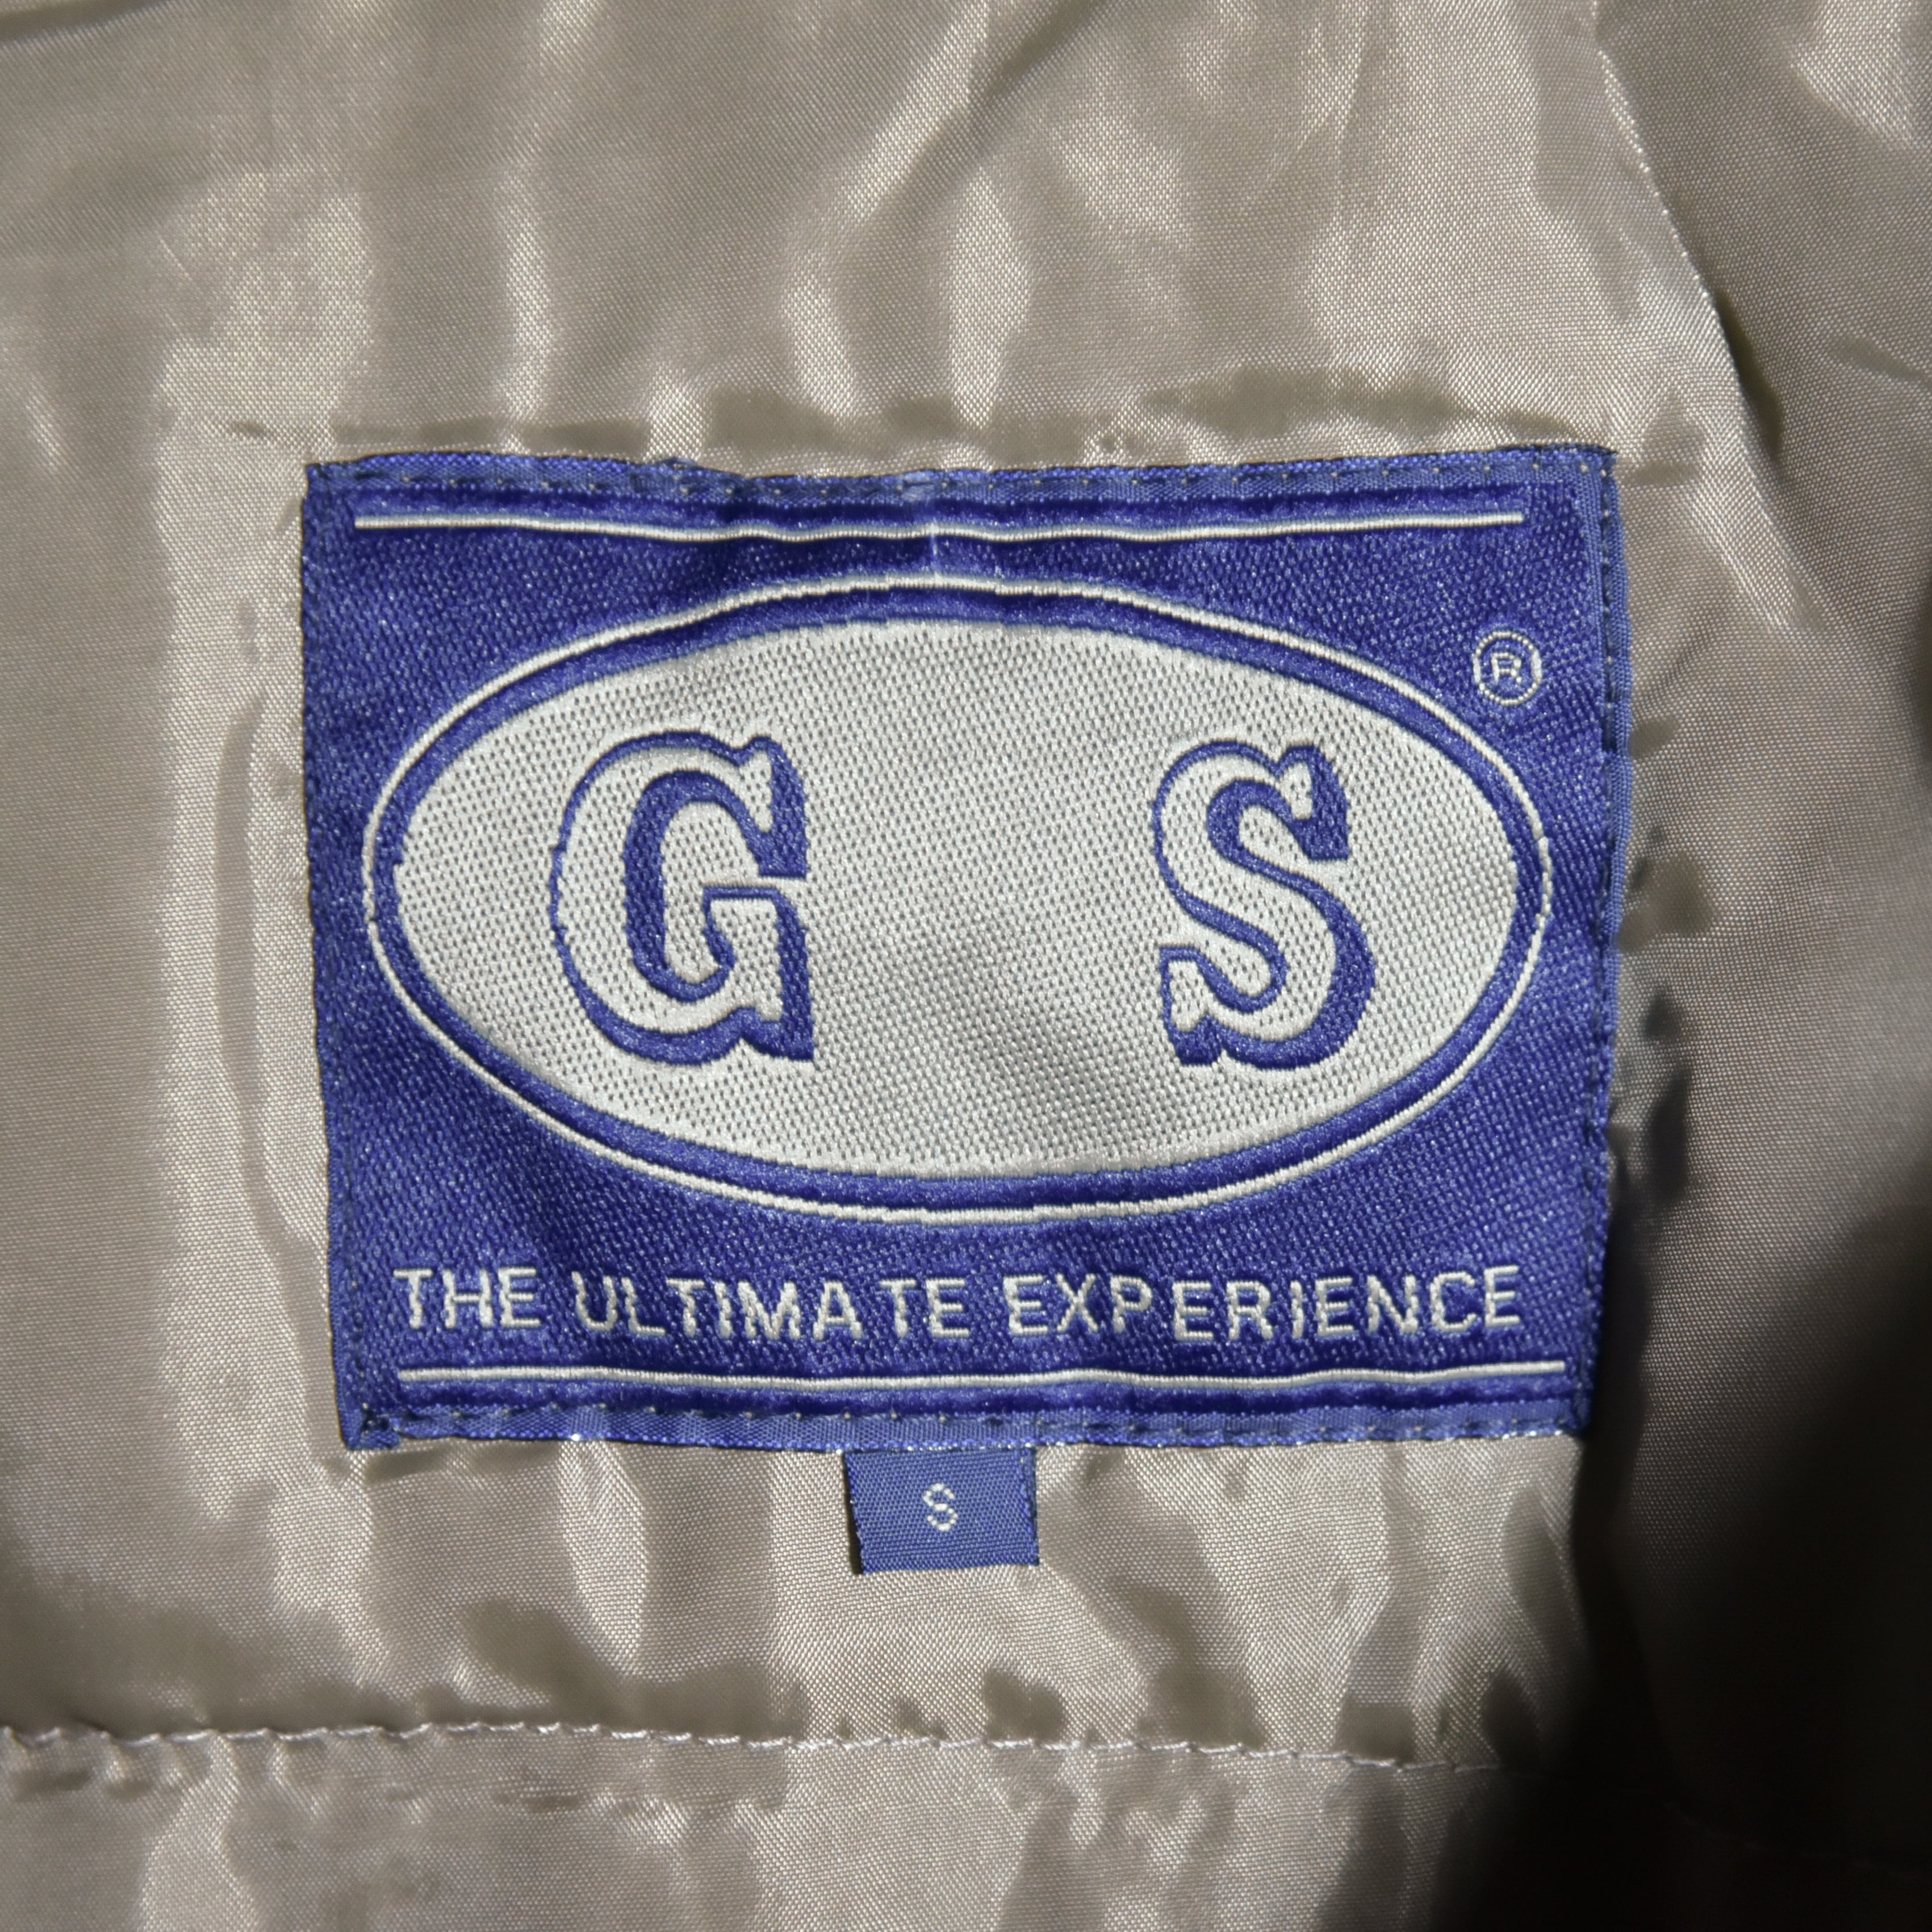 G S ®
THE ULTIMATE EXPERIENCE
S